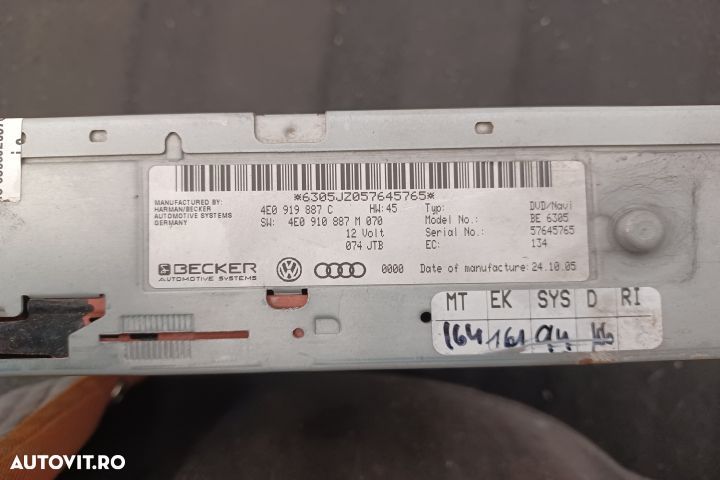 *6305JZ057645765*
MANUFACTURED BY:
HARMAN/BECKER
AUTOMOTIVE SYSTEMS
GERMANY
4E0 919 887 C HW:45 Typ: DVD/Navi
SW: 4E0 910 887 M 070 Model No.: BE 6305
12 Volt Serial No.: 57645765
074 JTB EC: 134
BECKER
AUTOMOTIVE SYSTEMS
0000 Date of manufacture: 24.10.05
MT EK SYS D RI
164 161 94
AUTOVIT.RO
AUTOVIT.RO